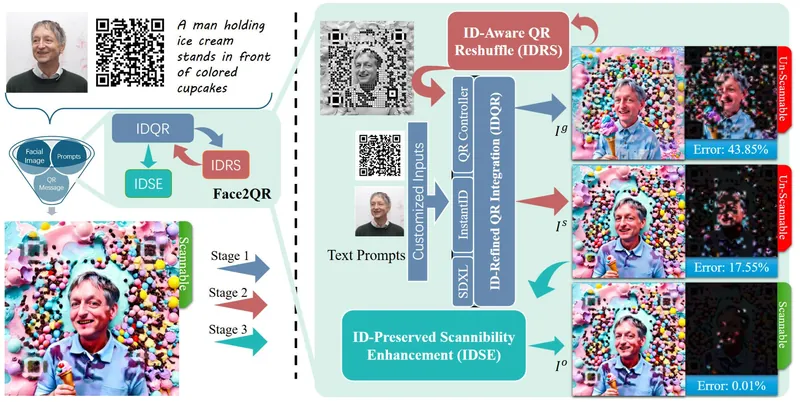 A man holding
ice cream
stands in front
of colored
cupcakes
Facial
Image
Prompts
QR
Message
IDQR
IDRS
IDSE
Face2QR
Scannable
Stage 1
Stage 2
Stage 3
ID-Aware QR
Reshuffle (IDRS)
Text Prompts
Customized Inputs
SDXL
InstantID
QR Controller
ID-Refined QR Integration (IDQR)
ID-Preserved Scannibility
Enhancement (IDSE)
I^g
Un-Scannable
Error: 43.85%
I^s
Un-Scannable
Error: 17.55%
I^o
Scannable
Error: 0.01%